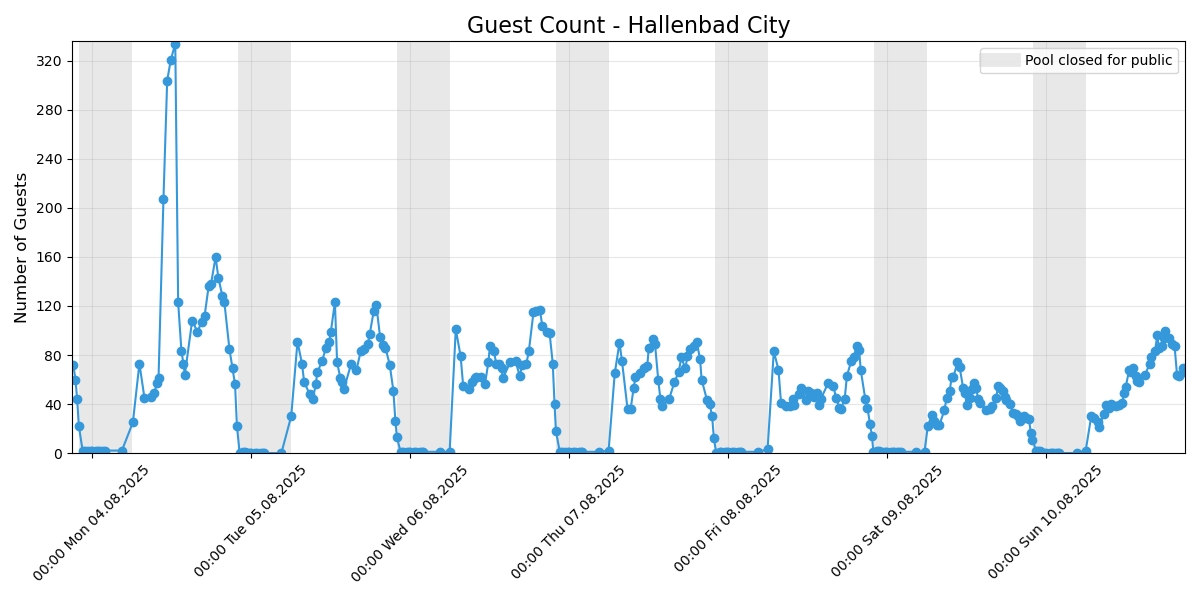 Guest Count - Hallenbad City
Pool closed for public
Number of Guests
320
280
240
200
160
120
80
40
0
00:00 Mon 04.08.2025
00:00 Tue 05.08.2025
00:00 Wed 06.08.2025
00:00 Thu 07.08.2025
00:00 Fri 08.08.2025
00:00 Sat 09.08.2025
00:00 Sun 10.08.2025